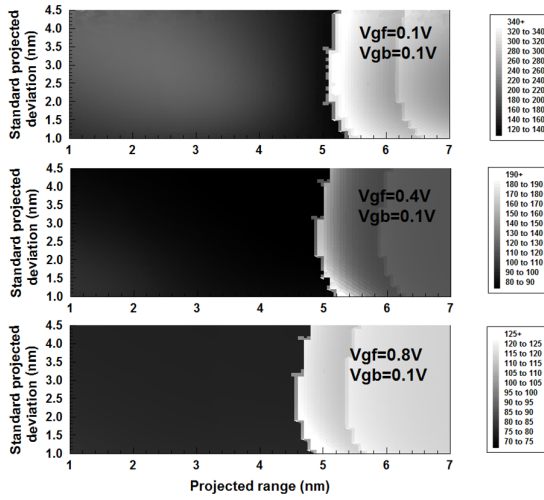 Standard projected
deviation (nm)
4.5
4.0
3.5
3.0
2.5
2.0
1.5
1.0
1 2 3 4 5 6 7
Vgf=0.1V
Vgb=0.1V
340+
320 to 340
300 to 320
280 to 300
260 to 280
240 to 260
220 to 240
200 to 220
180 to 200
160 to 180
140 to 160
120 to 140
Standard projected
deviation (nm)
4.5
4.0
3.5
3.0
2.5
2.0
1.5
1.0
1 2 3 4 5 6 7
Vgf=0.4V
Vgb=0.1V
190+
180 to 190
170 to 180
160 to 170
150 to 160
140 to 150
130 to 140
120 to 130
110 to 120
100 to 110
90 to 100
80 to 90
Standard projected
deviation (nm)
4.5
4.0
3.5
3.0
2.5
2.0
1.5
1.0
1 2 3 4 5 6 7
Vgf=0.8V
Vgb=0.1V
125+
120 to 125
115 to 120
110 to 115
105 to 110
100 to 105
95 to 100
90 to 95
85 to 90
80 to 85
75 to 80
70 to 75
Projected range (nm)